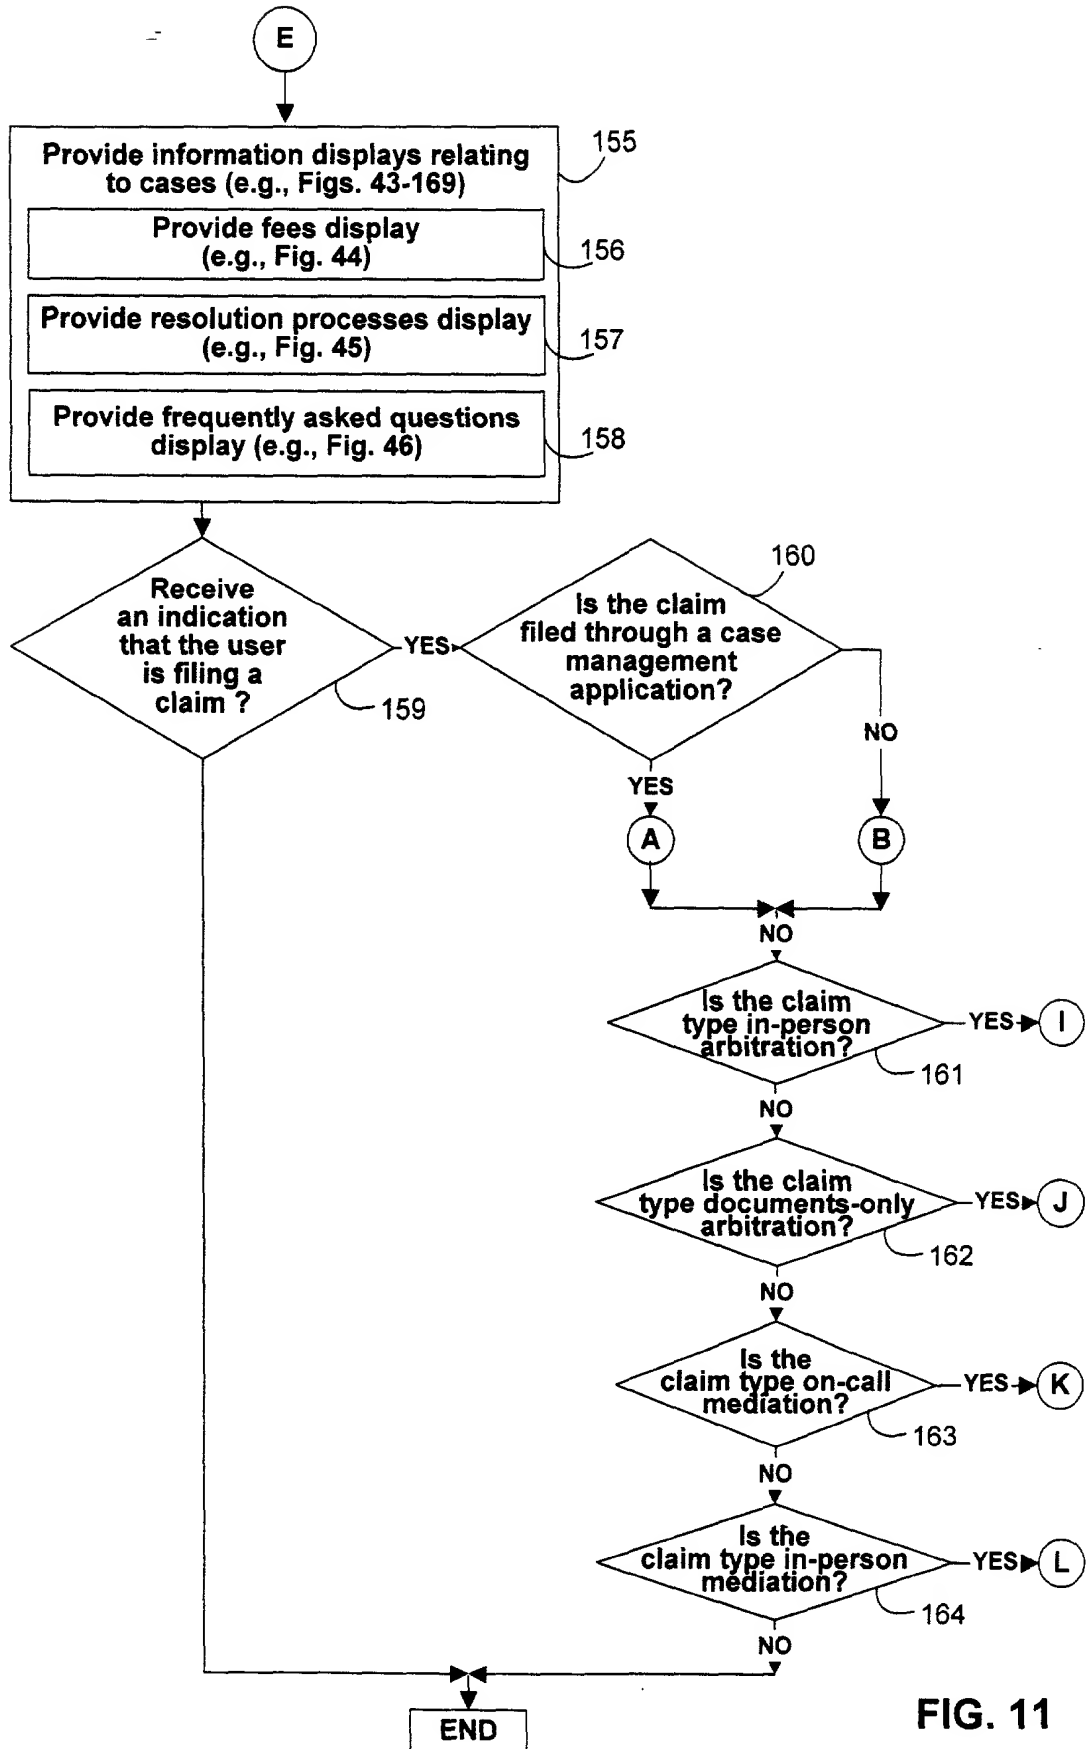 E
Provide information displays relating
to cases (e.g., Figs. 43-169)
155
Provide fees display
(e.g., Fig. 44)
156
Provide resolution processes display
(e.g., Fig. 45)
157
Provide frequently asked questions
display (e.g., Fig. 46)
158
Receive
an indication
that the user
is filing a
claim ?
159
YES
Is the claim
filed through a case
management
application?
160
NO
YES
A
B
NO
Is the claim
type in-person
arbitration?
161
YES
I
NO
Is the claim
type documents-only
arbitration?
162
YES
J
NO
Is the
claim type on-call
mediation?
163
YES
K
NO
Is the
claim type in-person
mediation?
164
YES
L
NO
END
FIG. 11